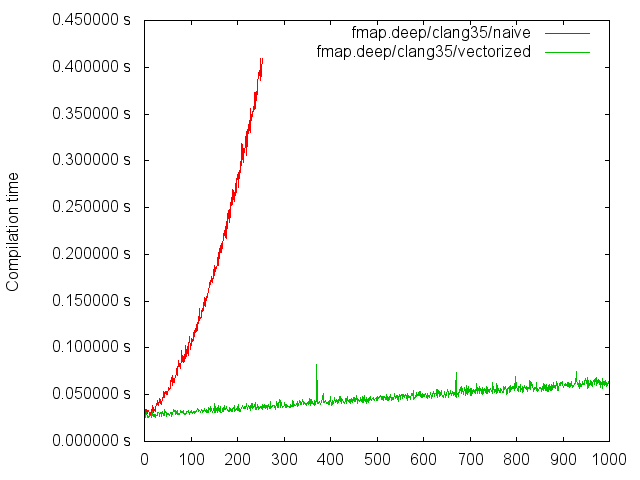 fmap.deep/clang35/naive
fmap.deep/clang35/vectorized
Compilation time
0.450000 s
0.400000 s
0.350000 s
0.300000 s
0.250000 s
0.200000 s
0.150000 s
0.100000 s
0.050000 s
0.000000 s
0 100 200 300 400 500 600 700 800 900 1000